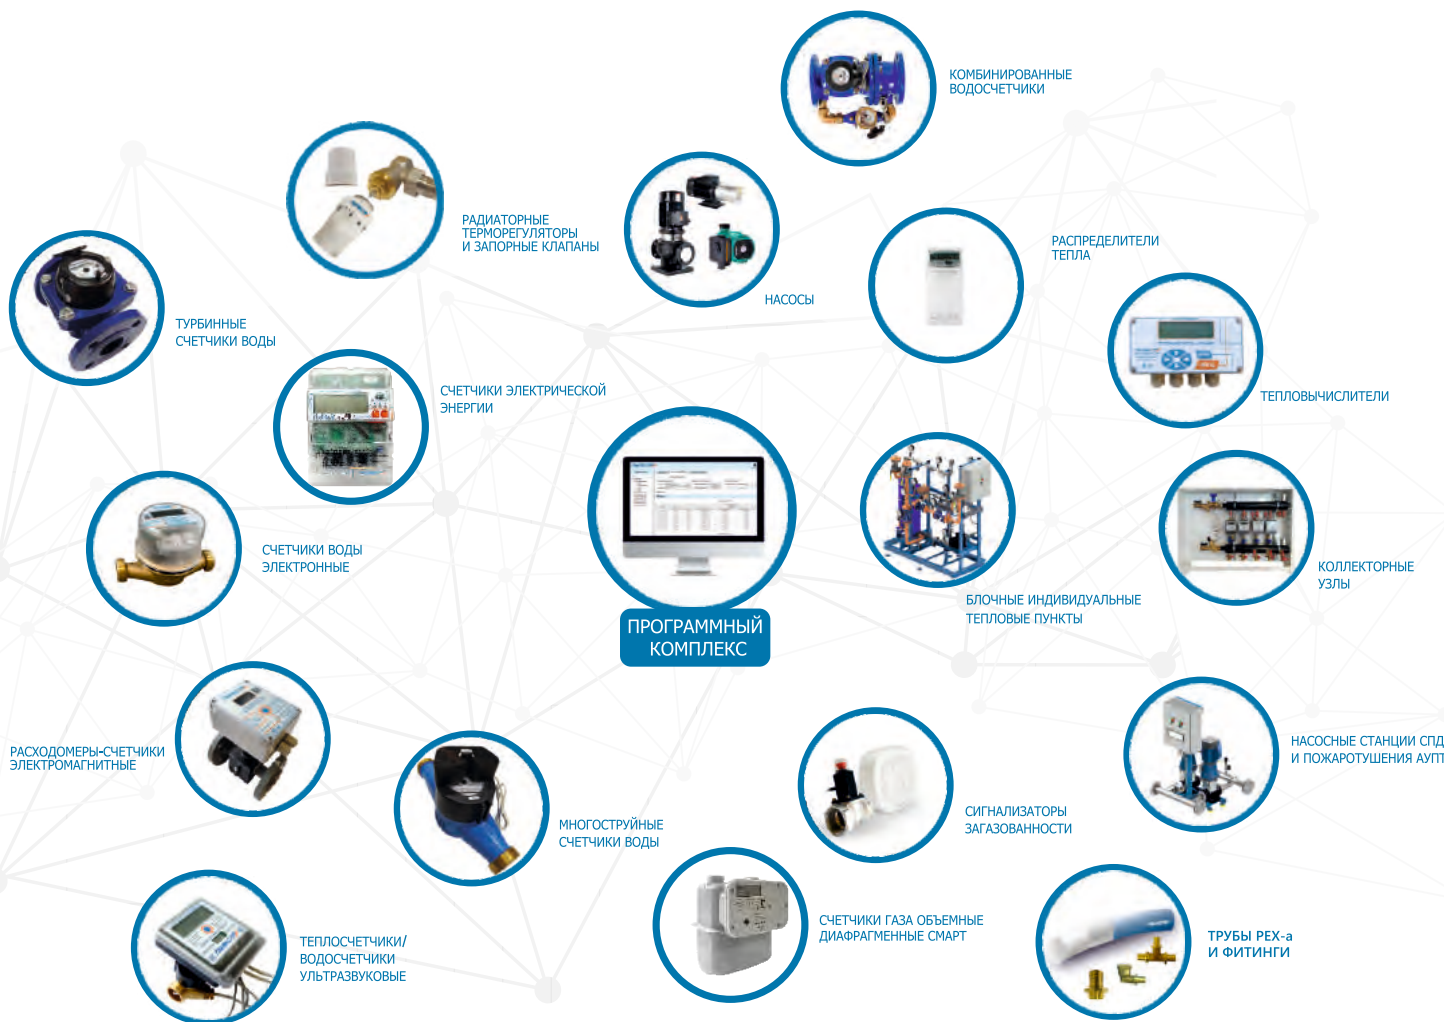 КОМБИНИРОВАННЫЕ
ВОДОСЧЕТЧИКИ
РАДИАТОРНЫЕ
ТЕРМОРЕГУЛЯТОРЫ
И ЗАПОРНЫЕ КЛАПАНЫ
НАСОСЫ
РАСПРЕДЕЛИТЕЛИ
ТЕПЛА
ТУРБИННЫЕ
СЧЕТЧИКИ ВОДЫ
СЧЕТЧИКИ ЭЛЕКТРИЧЕСКОЙ
ЭНЕРГИИ
ТЕПЛОВЫЧИСЛИТЕЛИ
СЧЕТЧИКИ ВОДЫ
ЭЛЕКТРОННЫЕ
ПРОГРАММНЫЙ
КОМПЛЕКС
БЛОЧНЫЕ ИНДИВИДУАЛЬНЫЕ
ТЕПЛОВЫЕ ПУНКТЫ
КОЛЛЕКТОРНЫЕ
УЗЛЫ
РАСХОДОМЕРЫ-СЧЕТЧИКИ
ЭЛЕКТРОМАГНИТНЫЕ
МНОГОСТРУЙНЫЕ
СЧЕТЧИКИ ВОДЫ
СИГНАЛИЗАТОРЫ
ЗАГАЗОВАННОСТИ
НАСОСНЫЕ СТАНЦИИ СПД
И ПОЖАРОТУШЕНИЯ АУПТ
ТЕПЛОСЧЕТЧИКИ/
ВОДОСЧЕТЧИКИ
УЛЬТРАЗВУКОВЫЕ
СЧЕТЧИКИ ГАЗА ОБЪЕМНЫЕ
ДИАФРАГМЕННЫЕ СМАРТ
ТРУБЫ PEX-a
И ФИТИНГИ